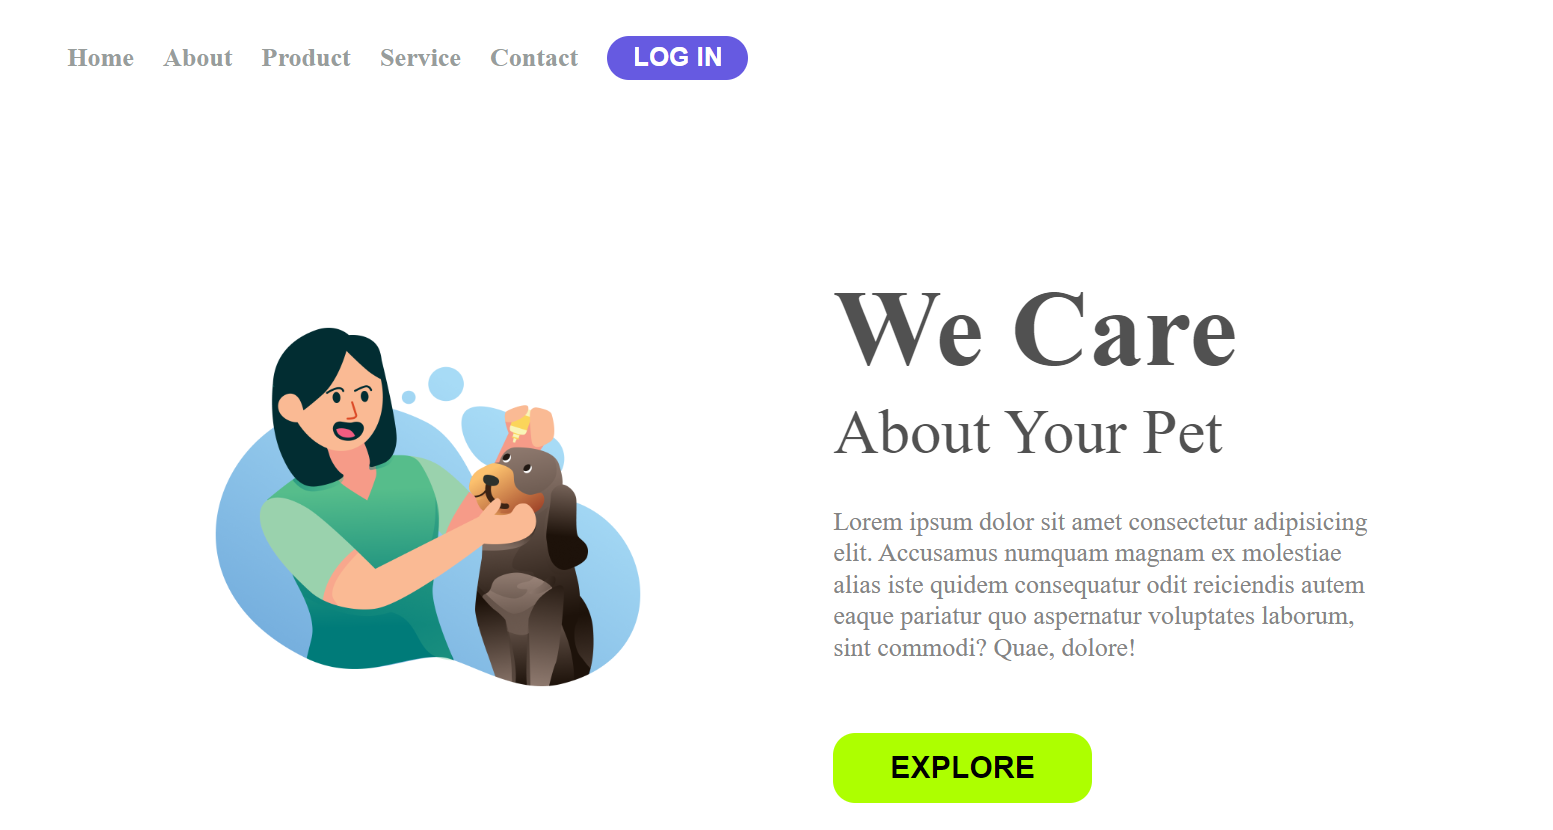 Home About Product Service Contact LOG IN
We Care
About Your Pet
Lorem ipsum dolor sit amet consectetur adipisicing
elit. Accusamus numquam magnam ex molestiae
alias iste quidem consequatur odit reiciendis autem
eaque pariatur quo aspernatur voluptates laborum,
sint commodi? Quae, dolore!
EXPLORE